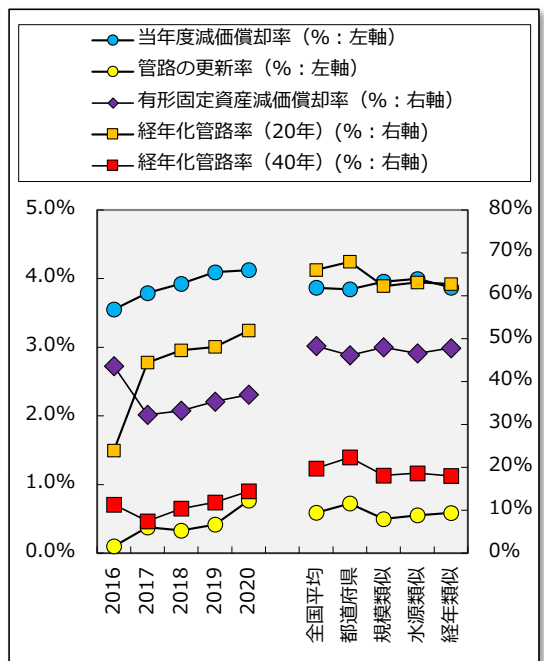 当年度減価償却率（%：左軸）
管路の更新率（%：左軸）
有形固定資産減価償却率（%：右軸）
経年化管路率（20年）(%：右軸)
経年化管路率（40年）(%：右軸)
5.0%
4.0%
3.0%
2.0%
1.0%
0.0%
80%
70%
60%
50%
40%
30%
20%
10%
0%
2016
2017
2018
2019
2020
全国平均
都道府県
規模類似
水源類似
経年類似